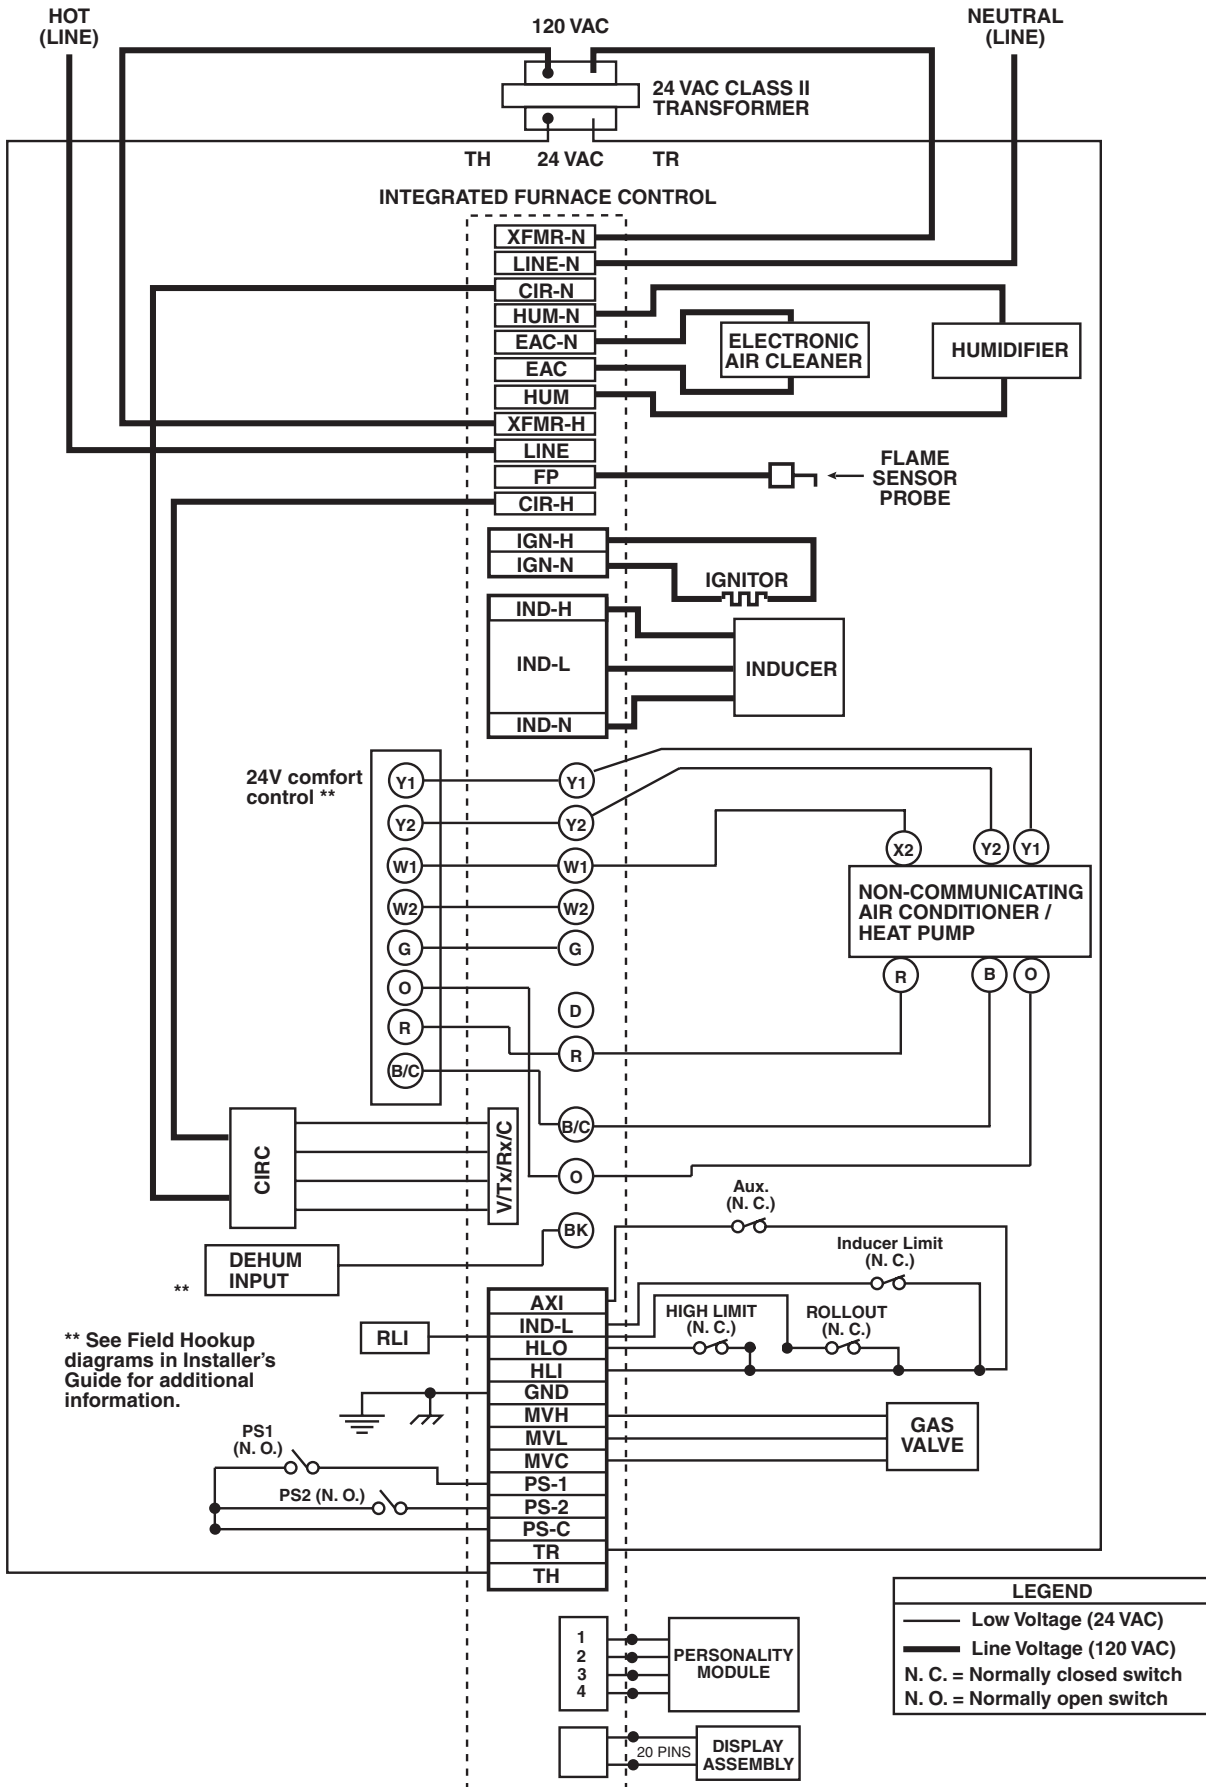 HOT
(LINE)
120 VAC
NEUTRAL
(LINE)
24 VAC CLASS II
TRANSFORMER
TH 24 VAC TR
INTEGRATED FURNACE CONTROL
XFMR-N
LINE-N
CIR-N
HUM-N
EAC-N
EAC
HUM
XFMR-H
LINE
FP
CIR-H
ELECTRONIC
AIR CLEANER
HUMIDIFIER
FLAME
SENSOR
PROBE
IGN-H
IGN-N
IGNITOR
IND-H
IND-L
IND-N
INDUCER
24V comfort
control **
Y1
Y2
W1
W2
G
O
R
B/C
Y1
Y2
W1
W2
G
D
R
B/C
O
BK
X2
Y2
Y1
NON-COMMUNICATING
AIR CONDITIONER /
HEAT PUMP
R
B
O
CIRC
V/Tx/Rx/C
DEHUM
INPUT
**
** See Field Hookup
diagrams in Installer's
Guide for additional
information.
RLI
Aux.
(N. C.)
Inducer Limit
(N. C.)
HIGH LIMIT
(N. C.)
ROLLOUT
(N. C.)
AXI
IND-L
HLO
HLI
GND
MVH
MVL
MVC
PS-1
PS-2
PS-C
TR
TH
GAS
VALVE
PS1
(N. O.)
PS2 (N. O.)
1
2
3
4
PERSONALITY
MODULE
20 PINS
DISPLAY
ASSEMBLY
LEGEND
Low Voltage (24 VAC)
Line Voltage (120 VAC)
N. C. = Normally closed switch
N. O. = Normally open switch